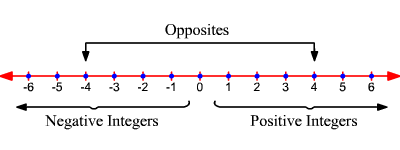 Opposites
-6 -5 -4 -3 -2 -1 0 1 2 3 4 5 6
Negative Integers Positive Integers